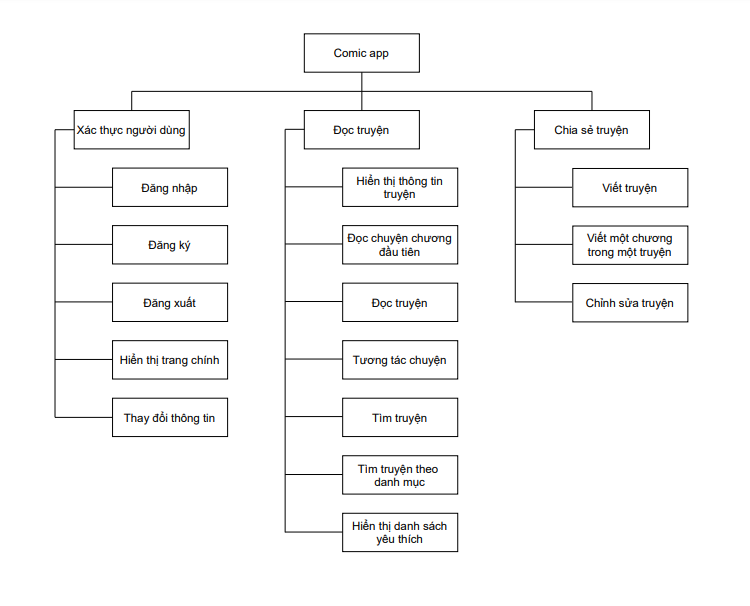 Comic app
Xác thực người dùng
Đăng nhập
Đăng ký
Đăng xuất
Hiển thị trang chính
Thay đổi thông tin
Đọc truyện
Hiển thị thông tin
truyện
Đọc chuyện chương
đầu tiên
Đọc truyện
Tương tác chuyện
Tìm truyện
Tìm truyện theo
danh mục
Hiển thị danh sách
yêu thích
Chia sẻ truyện
Viết truyện
Viết một chương
trong một truyện
Chỉnh sửa truyện